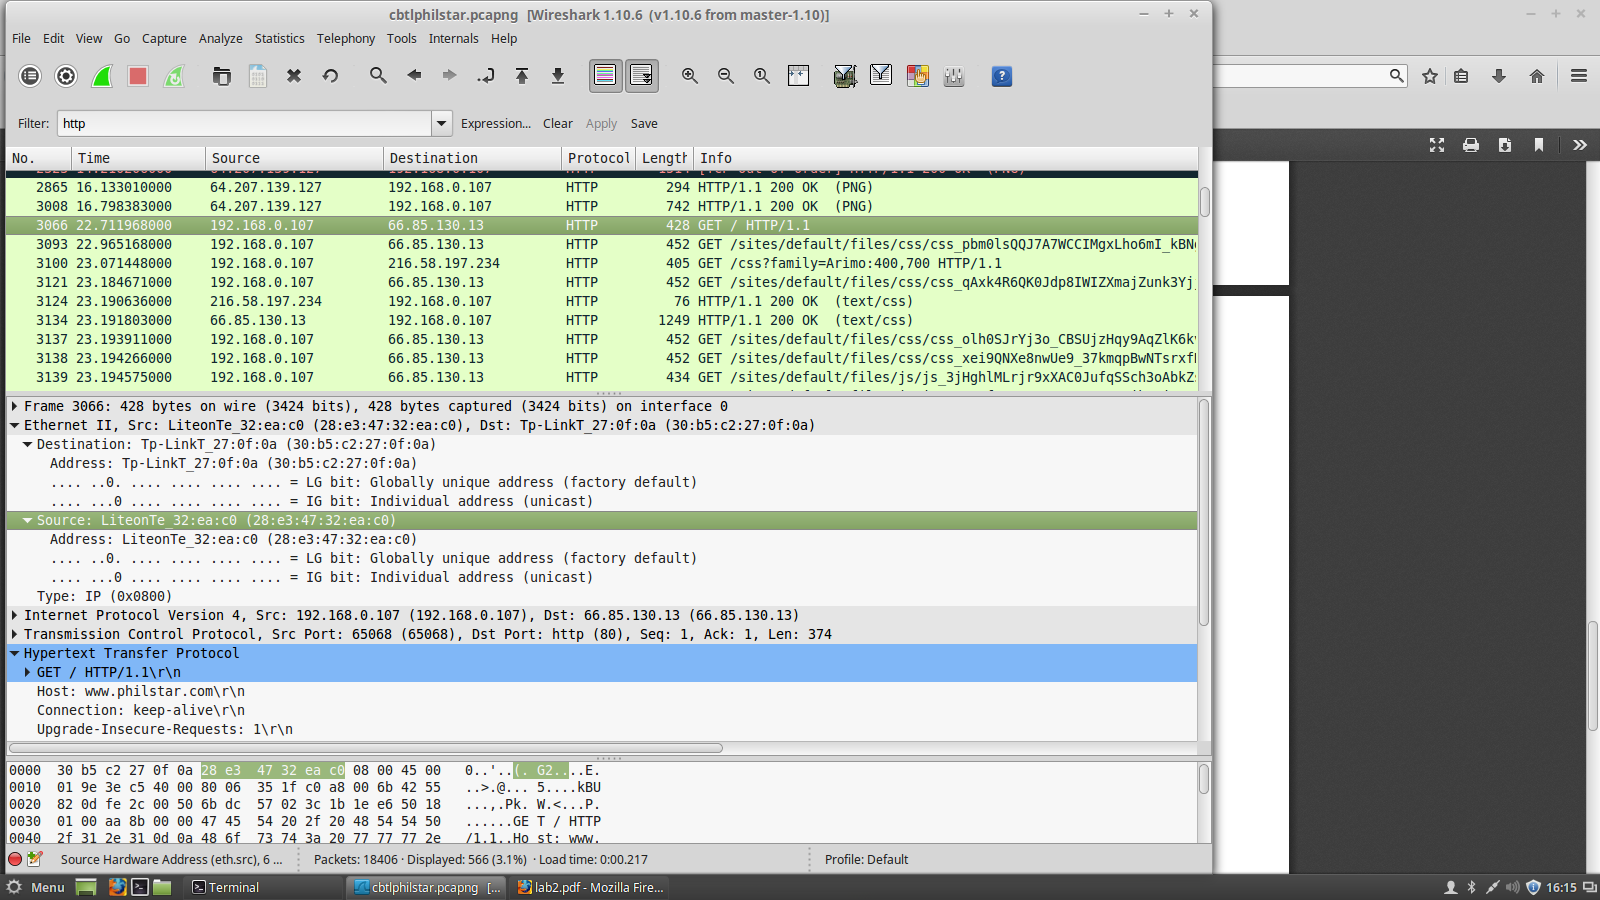 cbtlphilstar.pcapng   [Wireshark 1.10.6  (v1.10.6 from master-1.10)]
File   Edit   View   Go   Capture   Analyze   Statistics   Telephony   Tools   Internals   Help
Filter: http   Expression...   Clear   Apply   Save
No.   Time   Source   Destination   Protocol   Length   Info
2865 16.133010000   64.207.139.127   192.168.0.107   HTTP   294 HTTP/1.1 200 OK  (PNG)
3008 16.798383000   64.207.139.127   192.168.0.107   HTTP   742 HTTP/1.1 200 OK  (PNG)
3066 22.711968000   192.168.0.107   66.85.130.13   HTTP   428 GET / HTTP/1.1
3093 22.965168000   192.168.0.107   66.85.130.13   HTTP   452 GET /sites/default/files/css/css_pbm0lsQQJ7A7WCCIMgxLho6mI_kBN
3100 23.071448000   192.168.0.107   216.58.197.234   HTTP   405 GET /css?family=Arimo:400,700 HTTP/1.1
3121 23.184671000   192.168.0.107   66.85.130.13   HTTP   452 GET /sites/default/files/css/css_qAxk4R6QK0Jdp8IWIZXmajZunk3Yj
3124 23.190636000   216.58.197.234   192.168.0.107   HTTP   76 HTTP/1.1 200 OK  (text/css)
3134 23.191803000   66.85.130.13   192.168.0.107   HTTP   1249 HTTP/1.1 200 OK  (text/css)
3137 23.193911000   192.168.0.107   66.85.130.13   HTTP   452 GET /sites/default/files/css/css_olh0SJrYj3o_CBSUjzHqy9AqZlK6k
3138 23.194266000   192.168.0.107   66.85.130.13   HTTP   452 GET /sites/default/files/css/css_xei9QNXe8nwUe9_37kmqpBwNTsrxf
3139 23.194575000   192.168.0.107   66.85.130.13   HTTP   434 GET /sites/default/files/js/js_3jHghlMLrjr9xXAC0JufqSSch3oAbkZ
Frame 3066: 428 bytes on wire (3424 bits), 428 bytes captured (3424 bits) on interface 0
Ethernet II, Src: LiteonTe_32:ea:c0 (28:e3:47:32:ea:c0), Dst: Tp-LinkT_27:0f:0a (30:b5:c2:27:0f:0a)
Destination: Tp-LinkT_27:0f:0a (30:b5:c2:27:0f:0a)
Address: Tp-LinkT_27:0f:0a (30:b5:c2:27:0f:0a)
.... ..0. .... .... .... .... = LG bit: Globally unique address (factory default)
.... ...0 .... .... .... .... = IG bit: Individual address (unicast)
Source: LiteonTe_32:ea:c0 (28:e3:47:32:ea:c0)
Address: LiteonTe_32:ea:c0 (28:e3:47:32:ea:c0)
.... ..0. .... .... .... .... = LG bit: Globally unique address (factory default)
.... ...0 .... .... .... .... = IG bit: Individual address (unicast)
Type: IP (0x0800)
Internet Protocol Version 4, Src: 192.168.0.107 (192.168.0.107), Dst: 66.85.130.13 (66.85.130.13)
Transmission Control Protocol, Src Port: 65068 (65068), Dst Port: http (80), Seq: 1, Ack: 1, Len: 374
Hypertext Transfer Protocol
GET / HTTP/1.1\r\n
Host: www.philstar.com\r\n
Connection: keep-alive\r\n
Upgrade-Insecure-Requests: 1\r\n
0000  30 b5 c2 27 0f 0a 28 e3  47 32 ea c0 08 00 45 00   0..'..(. G2....E.
0010  01 9e 3e c5 40 00 80 06  35 1f c0 a8 00 6b 42 55   ..>.@... 5....kBU
0020  82 0d fe 2c 00 50 6b dc  57 02 3c 1b 1e e6 50 18   ...,.Pk. W.<...P.
0030  01 00 aa 8b 00 00 47 45  54 20 2f 20 48 54 54 50   ......GE T / HTTP
0040  2f 31 2e 31 0d 0a 48 6f  73 74 3a 20 77 77 77 2e   /1.1..Ho st: www.
Source Hardware Address (eth.src), 6 ...   Packets: 18406 · Displayed: 566 (3.1%)  · Load time: 0:00.217   Profile: Default
Menu   Terminal   cbtlphilstar.pcapng   [...   lab2.pdf - Mozilla Fire...   16:15